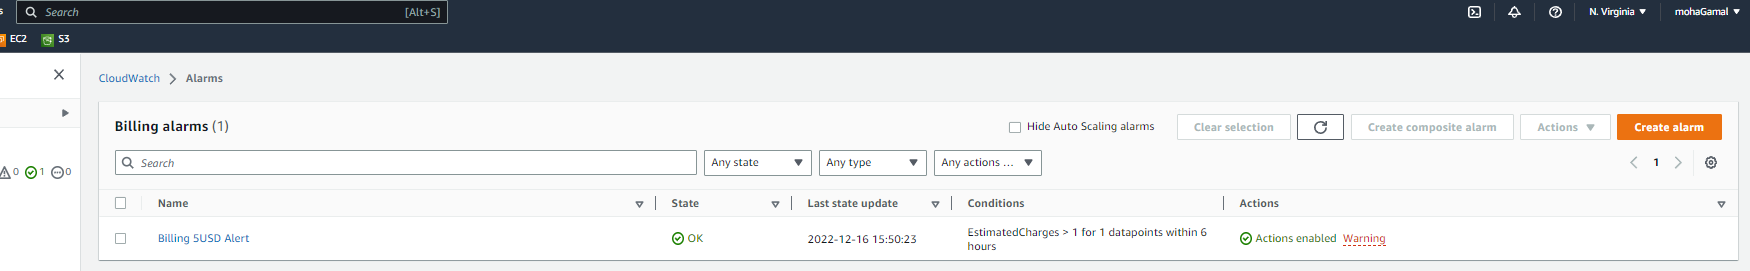 s
Search
[Alt+S]
N. Virginia
mohaGamal
EC2
S3
CloudWatch
Alarms
Billing alarms (1)
Hide Auto Scaling alarms
Clear selection
Create composite alarm
Actions
Create alarm
Search
Any state
Any type
Any actions ...
1
0
1
0
Name
State
Last state update
Conditions
Actions
Billing 5USD Alert
OK
2022-12-16 15:50:23
EstimatedCharges > 1 for 1 datapoints within 6
hours
Actions enabled Warning